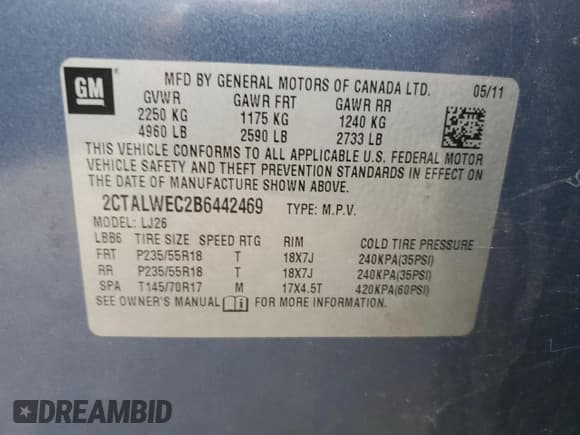 GM
®
MFD BY GENERAL MOTORS OF CANADA LTD. 05/11
GVWR GAWR FRT GAWR RR
2250 KG 1175 KG 1240 KG
4960 LB 2590 LB 2733 LB
THIS VEHICLE CONFORMS TO ALL APPLICABLE U.S. FEDERAL MOTOR
VEHICLE SAFETY AND THEFT PREVENTION STANDARDS IN EFFECT ON
THE DATE OF MANUFACTURE SHOWN ABOVE.
2CTALWEC2B6442469 TYPE: M.P.V.
MODEL: LJ26
LBB6 TIRE SIZE SPEED RTG RIM COLD TIRE PRESSURE
FRT P235/55R18 T 18X7J 240KPA(35PSI)
RR P235/55R18 T 18X7J 240KPA(35PSI)
SPA T145/70R17 M 17X4.5T 420KPA(60PSI)
SEE OWNER'S MANUAL i FOR MORE INFORMATION.
DREAMBID